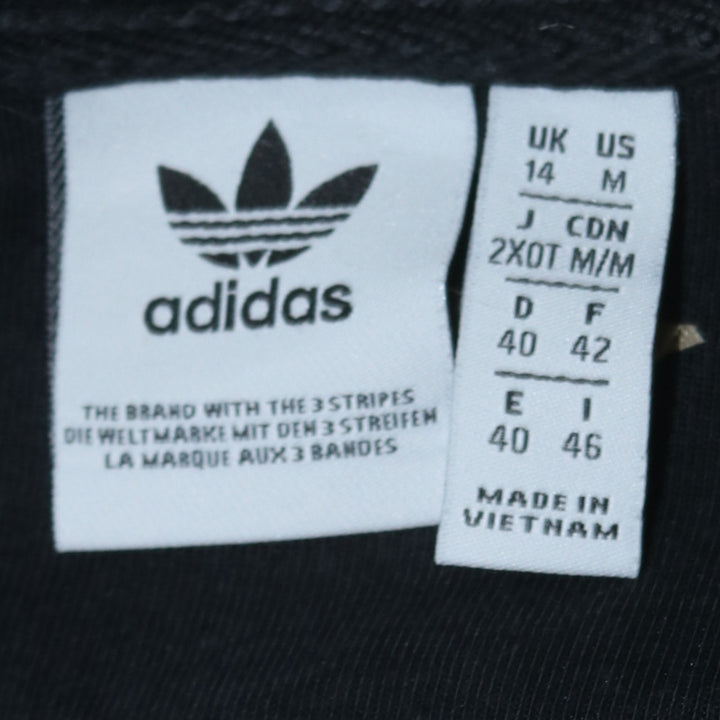 adidas
THE BRAND WITH THE 3 STRIPES
DIE WELTMARKE MIT DEN 3 STREIFEN
LA MARQUE AUX 3 BANDES
UK US
14 M
J CDN
2XOT M/M
D F
40 42
E I
40 46
MADE IN
VIETNAM